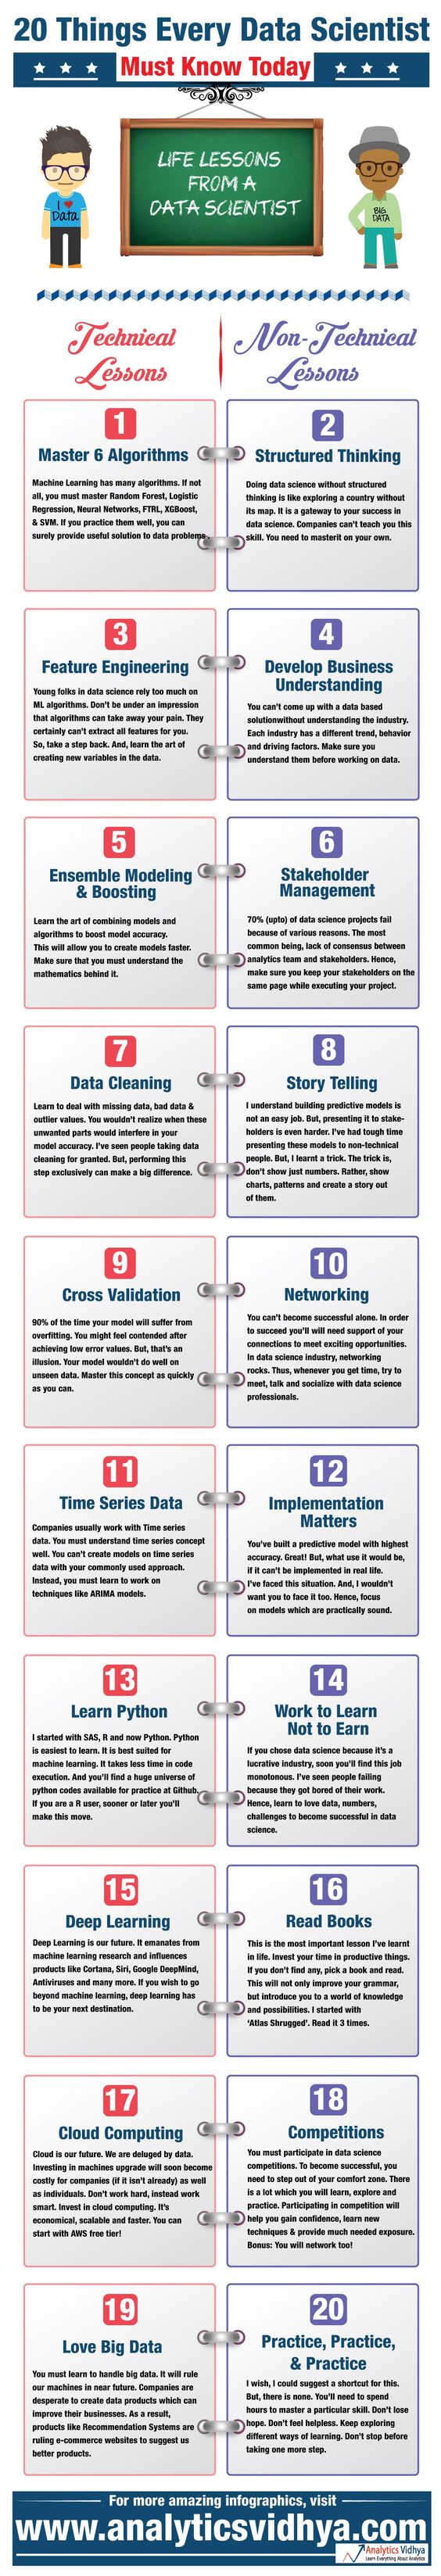 20 Things Every Data Scientist
Must Know Today
LIFE LESSONS
FROM A
DATA SCIENTIST
I ♥
Data
BIG
DATA
Technical
Lessons
Non-Technical
Lessons
1
Master 6 Algorithms
Machine Learning has many algorithms. If not
all, you must master Random Forest, Logistic
Regression, Neural Networks, FTRL, XGBoost,
& SVM. If you practice them well, you can
surely provide useful solution to data problems.
2
Structured Thinking
Doing data science without structured
thinking is like exploring a country without
its map. It is a gateway to your success in
data science. Companies can't teach you this
skill. You need to masterit on your own.
3
Feature Engineering
Young folks in data science rely too much on
ML algorithms. Don't be under an impression
that algorithms can take away your pain. They
certainly can't extract all features for you.
So, take a step back. And, learn the art of
creating new variables in the data.
4
Develop Business
Understanding
You can't come up with a data based
solutionwithout understanding the industry.
Each industry has a different trend, behavior
and driving factors. Make sure you
understand them before working on data.
5
Ensemble Modeling
& Boosting
Learn the art of combining models and
algorithms to boost model accuracy.
This will allow you to create models faster.
Make sure that you must understand the
mathematics behind it.
6
Stakeholder
Management
70% (upto) of data science projects fail
because of various reasons. The most
common being, lack of consensus between
analytics team and stakeholders. Hence,
make sure you keep your stakeholders on the
same page while executing your project.
7
Data Cleaning
Learn to deal with missing data, bad data &
outlier values. You wouldn't realize when these
unwanted parts would interfere in your
model accuracy. I've seen people taking data
cleaning for granted. But, performing this
step exclusively can make a big difference.
8
Story Telling
I understand building predictive models is
not an easy job. But, presenting it to stake-
holders is even harder. I've had tough time
presenting these models to non-technical
people. But, I learnt a trick. The trick is,
don't show just numbers. Rather, show
charts, patterns and create a story out
of them.
9
Cross Validation
90% of the time your model will suffer from
overfitting. You might feel contended after
achieving low error values. But, that's an
illusion. Your model wouldn't do well on
unseen data. Master this concept as quickly
as you can.
10
Networking
You can't become successful alone. In order
to succeed you'll will need support of your
connections to meet exciting opportunities.
In data science industry, networking
rocks. Thus, whenever you get time, try to
meet, talk and socialize with data science
professionals.
11
Time Series Data
Companies usually work with Time series
data. You must understand time series concept
well. You can't create models on time series
data with your commonly used approach.
Instead, you must learn to work on
techniques like ARIMA models.
12
Implementation
Matters
You've built a predictive model with highest
accuracy. Great! But, what use it would be,
if it can't be implemented in real life.
I've faced this situation. And, I wouldn't
want you to face it too. Hence, focus
on models which are practically sound.
13
Learn Python
I started with SAS, R and now Python. Python
is easiest to learn. It is best suited for
machine learning. It takes less time in code
execution. And you'll find a huge universe of
python codes available for practice at Github.
If you are a R user, sooner or later you'll
make this move.
14
Work to Learn
Not to Earn
If you chose data science because it's a
lucrative industry, soon you'll find this job
monotonous. I've seen people failing
because they got bored of their work.
Hence, learn to love data, numbers,
challenges to become successful in data
science.
15
Deep Learning
Deep Learning is our future. It emanates from
machine learning research and influences
products like Cortana, Siri, Google DeepMind,
Antiviruses and many more. If you wish to go
beyond machine learning, deep learning has
to be your next destination.
16
Read Books
This is the most important lesson I've learnt
in life. Invest your time in productive things.
If you don't find any, pick a book and read.
This will not only improve your grammar,
but introduce you to a world of knowledge
and possibilities. I started with
'Atlas Shrugged'. Read it 3 times.
17
Cloud Computing
Cloud is our future. We are deluged by data.
Investing in machines upgrade will soon become
costly for companies (if it isn't already) as well
as individuals. Don't work hard, instead work
smart. Invest in cloud computing. It's
economical, scalable and faster. You can
start with AWS free tier!
18
Competitions
You must participate in data science
competitions. To become successful, you
need to step out of your comfort zone. There
is a lot which you will learn, explore and
practice. Participating in competition will
help you gain confidence, learn new
techniques & provide much needed exposure.
Bonus: You will network too!
19
Love Big Data
You must learn to handle big data. It will rule
our machines in near future. Companies are
desperate to create data products which can
improve their businesses. As a result,
products like Recommendation Systems are
ruling e-commerce websites to suggest us
better products.
20
Practice, Practice,
& Practice
I wish, I could suggest a shortcut for this.
But, there is none. You'll need to spend
hours to master a particular skill. Don't lose
hope. Don't feel helpless. Keep exploring
different ways of learning. Don't stop before
taking one more step.
For more amazing infographics, visit
www.analyticsvidhya.com
Analytics Vidhya
Learn Everything About Analytics